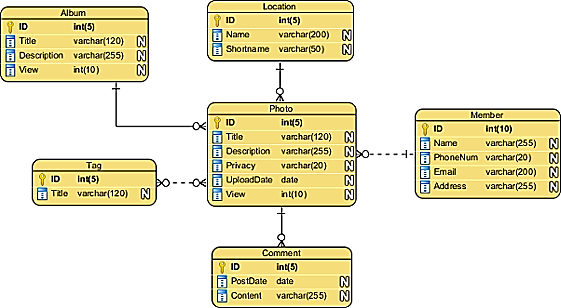 Album
ID int(5)
Title varchar(120) N
Description varchar(255) N
View int(10) N
Location
ID int(5)
Name varchar(200) N
Shortname varchar(50) N
Photo
ID int(5)
Title varchar(120) N
Description varchar(255) N
Privacy varchar(20) N
UploadDate date N
View int(10) N
Member
ID int(10)
Name varchar(255) N
PhoneNum varchar(20) N
Email varchar(200) N
Address varchar(255) N
Tag
ID int(5)
Title varchar(120) N
Comment
ID int(5)
PostDate date N
Content varchar(255) N